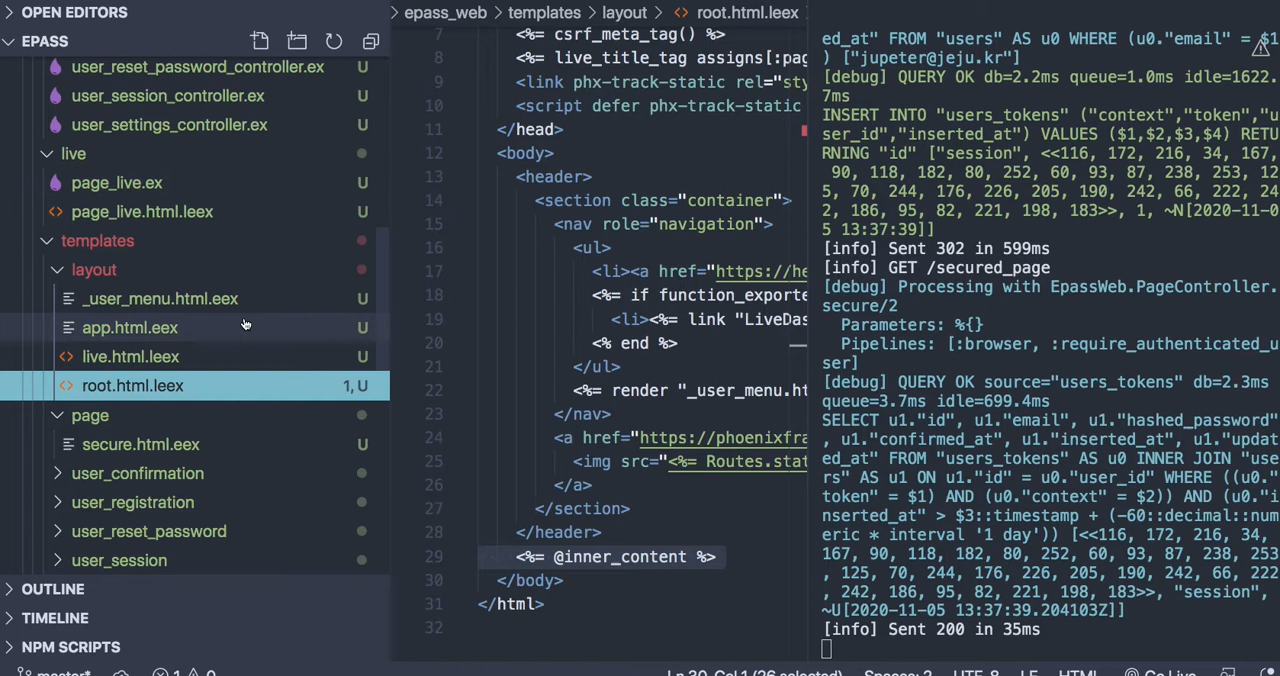 OPEN EDITORS
EPASS
user_reset_password_controller.ex U
user_session_controller.ex U
user_settings_controller.ex U
live
page_live.ex U
page_live.html.leex U
templates
layout
_user_menu.html.eex U
app.html.eex U
live.html.leex U
root.html.leex 1, U
page
secure.html.eex U
user_confirmation
user_registration
user_reset_password
user_session
OUTLINE
TIMELINE
NPM SCRIPTS
epass_web > templates > layout > <> root.html.leex
7 <%= csrf_meta_tag() %>
8 <%= live_title_tag assigns[:pag
9 <link phx-track-static rel="sty
10 <script defer phx-track-static
11 </head>
12 <body>
13 <header>
14 <section class="container">
15 <nav role="navigation">
16 <ul>
17 <li><a href="https://he
18 <%= if function_exporte
19 <li><%= link "LiveDas
20 <% end %>
21 </ul>
22 <%= render "_user_menu.ht
23 </nav>
24 <a href="https://phoenixfra
25 <img src="<%= Routes.stat
26 </a>
27 </section>
28 </header>
29 <%= @inner_content %>
30 </body>
31 </html>
32
ed_at" FROM "users" AS u0 WHERE (u0."email" = $1
) ["jupeter@jeju.kr"]
[debug] QUERY OK db=2.2ms queue=1.0ms idle=1622.
7ms
INSERT INTO "users_tokens" ("context","token","u
ser_id","inserted_at") VALUES ($1,$2,$3,$4) RETU
RNING "id" ["session", <<116, 172, 216, 34, 167,
90, 118, 182, 80, 252, 60, 93, 87, 238, 253, 12
5, 70, 244, 176, 226, 205, 190, 242, 66, 222, 24
2, 186, 95, 82, 221, 198, 183>>, 1, ~N[2020-11-0
5 13:37:39]]
[info] Sent 302 in 599ms
[info] GET /secured_page
[debug] Processing with EpassWeb.PageController.
secure/2
Parameters: %{}
Pipelines: [:browser, :require_authenticated_u
ser]
[debug] QUERY OK source="users_tokens" db=2.3ms
queue=3.7ms idle=699.4ms
SELECT u1."id", u1."email", u1."hashed_password"
, u1."confirmed_at", u1."inserted_at", u1."updat
ed_at" FROM "users_tokens" AS u0 INNER JOIN "use
rs" AS u1 ON u1."id" = u0."user_id" WHERE ((u0."
token" = $1) AND (u0."context" = $2)) AND (u0."i
nserted_at" > $3::timestamp + (-60::decimal::num
eric * interval '1 day')) [<<116, 172, 216, 34,
167, 90, 118, 182, 80, 252, 60, 93, 87, 238, 253
, 125, 70, 244, 176, 226, 205, 190, 242, 66, 222
, 242, 186, 95, 82, 221, 198, 183>>, "session",
~U[2020-11-05 13:37:39.204103Z]]
[info] Sent 200 in 35ms
master* 1 0 Ln 30, Col 1 (26 selected) Spaces: 2 UTF-8 LF HTML Go Live